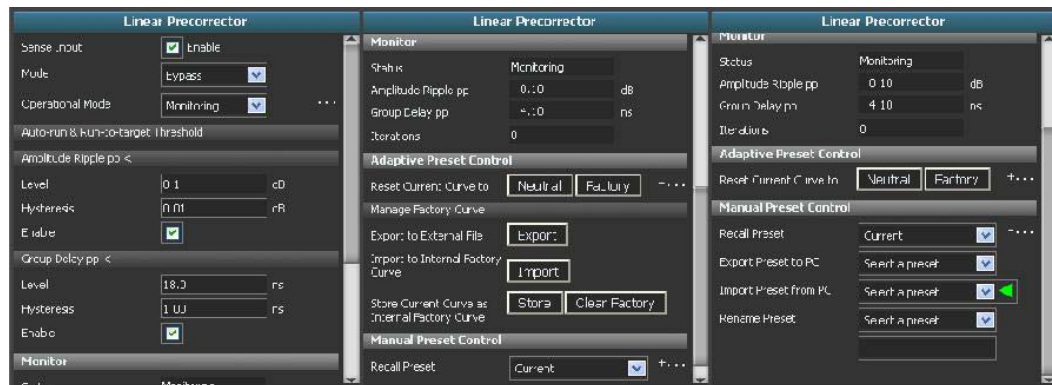 Linear Precorrector
Sense Input Enable
Mode Bypass
Operational Mode Monitoring ...
Auto-run & Run-to-target Threshold
Amplitude Ripple pp <
Level 0.1 dB
Hysteresis 0.01 dB
Enable
Group Delay pp <
Level 18.0 ns
Hysteresis 1.00 ns
Enable
Monitor
Monitoring
Linear Precorrector
Monitor
Status Monitoring
Amplitude Ripple pp 0.10 dB
Group Delay pp 4.10 ns
Iterations 0
Adaptive Preset Control
Reset Current Curve to Neutral Factory
Manage Factory Curve
Export to External File Export
Import to Internal Factory
Curve Import
Store Current Curve as
Internal Factory Curve Store Clear Factory
Manual Preset Control
Recall Preset Current +...
Linear Precorrector
Monitor
Status Monitoring
Amplitude Ripple pp 0.10 dB
Group Delay pp 4.10 ns
Iterations 0
Adaptive Preset Control
Reset Current Curve to Neutral Factory +...
Manual Preset Control
Recall Preset Current
Export Preset to PC Select a preset
Import Preset from PC Select a preset
Rename Preset Select a preset